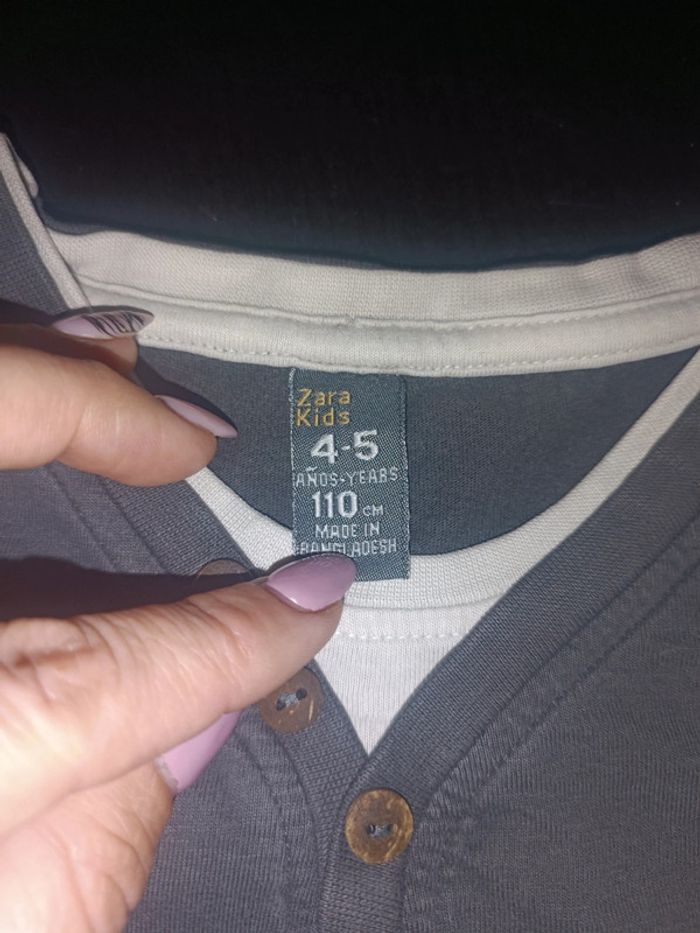 Zara
Kids
4-5
AÑOS-YEARS
110 CM
MADE IN
BANGLADESH